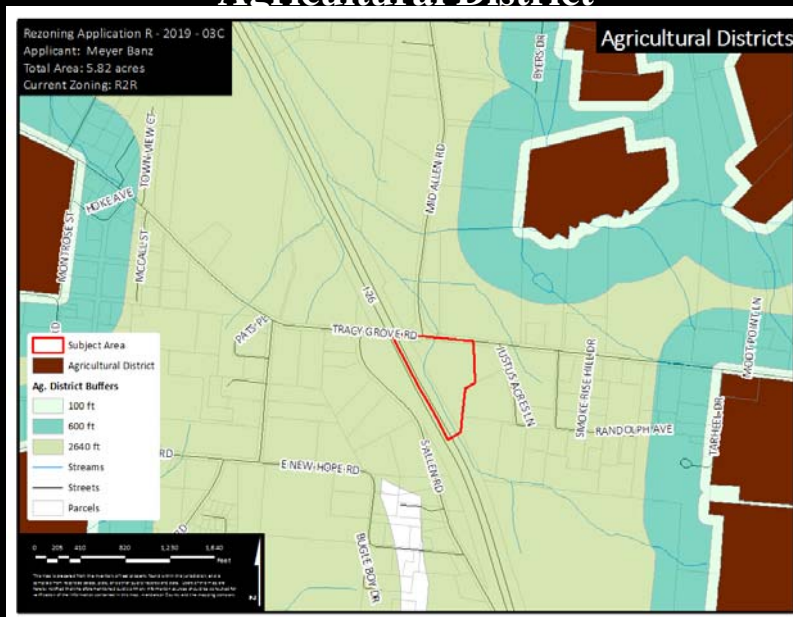 Agricultural District
Rezoning Application R - 2019 - 03C
Applicant: Meyer Banz
Total Area: 5.82 acres
Current Zoning: R2R
Agricultural Districts
BYERS DR
TOWN VIEW CT
MID ALLEN RD
HOKE AVE
MONTROSE ST
MCCALL ST
I-26
TRACY GROVE RD
PATS PL
MOOT POINT LN
JUSTUS ACRES LN
SMOKE RISE HILL DR
RANDOLPH AVE
TARHEEL DR
S ALLEN RD
E NEW HOPE RD
BUGLE BOY DR
RD
RD
RD
Subject Area
Agricultural District
Ag. District Buffers
100 ft
600 ft
2640 ft
Streams
Streets
Parcels
0 205 410 820 1,230 1,640
Feet